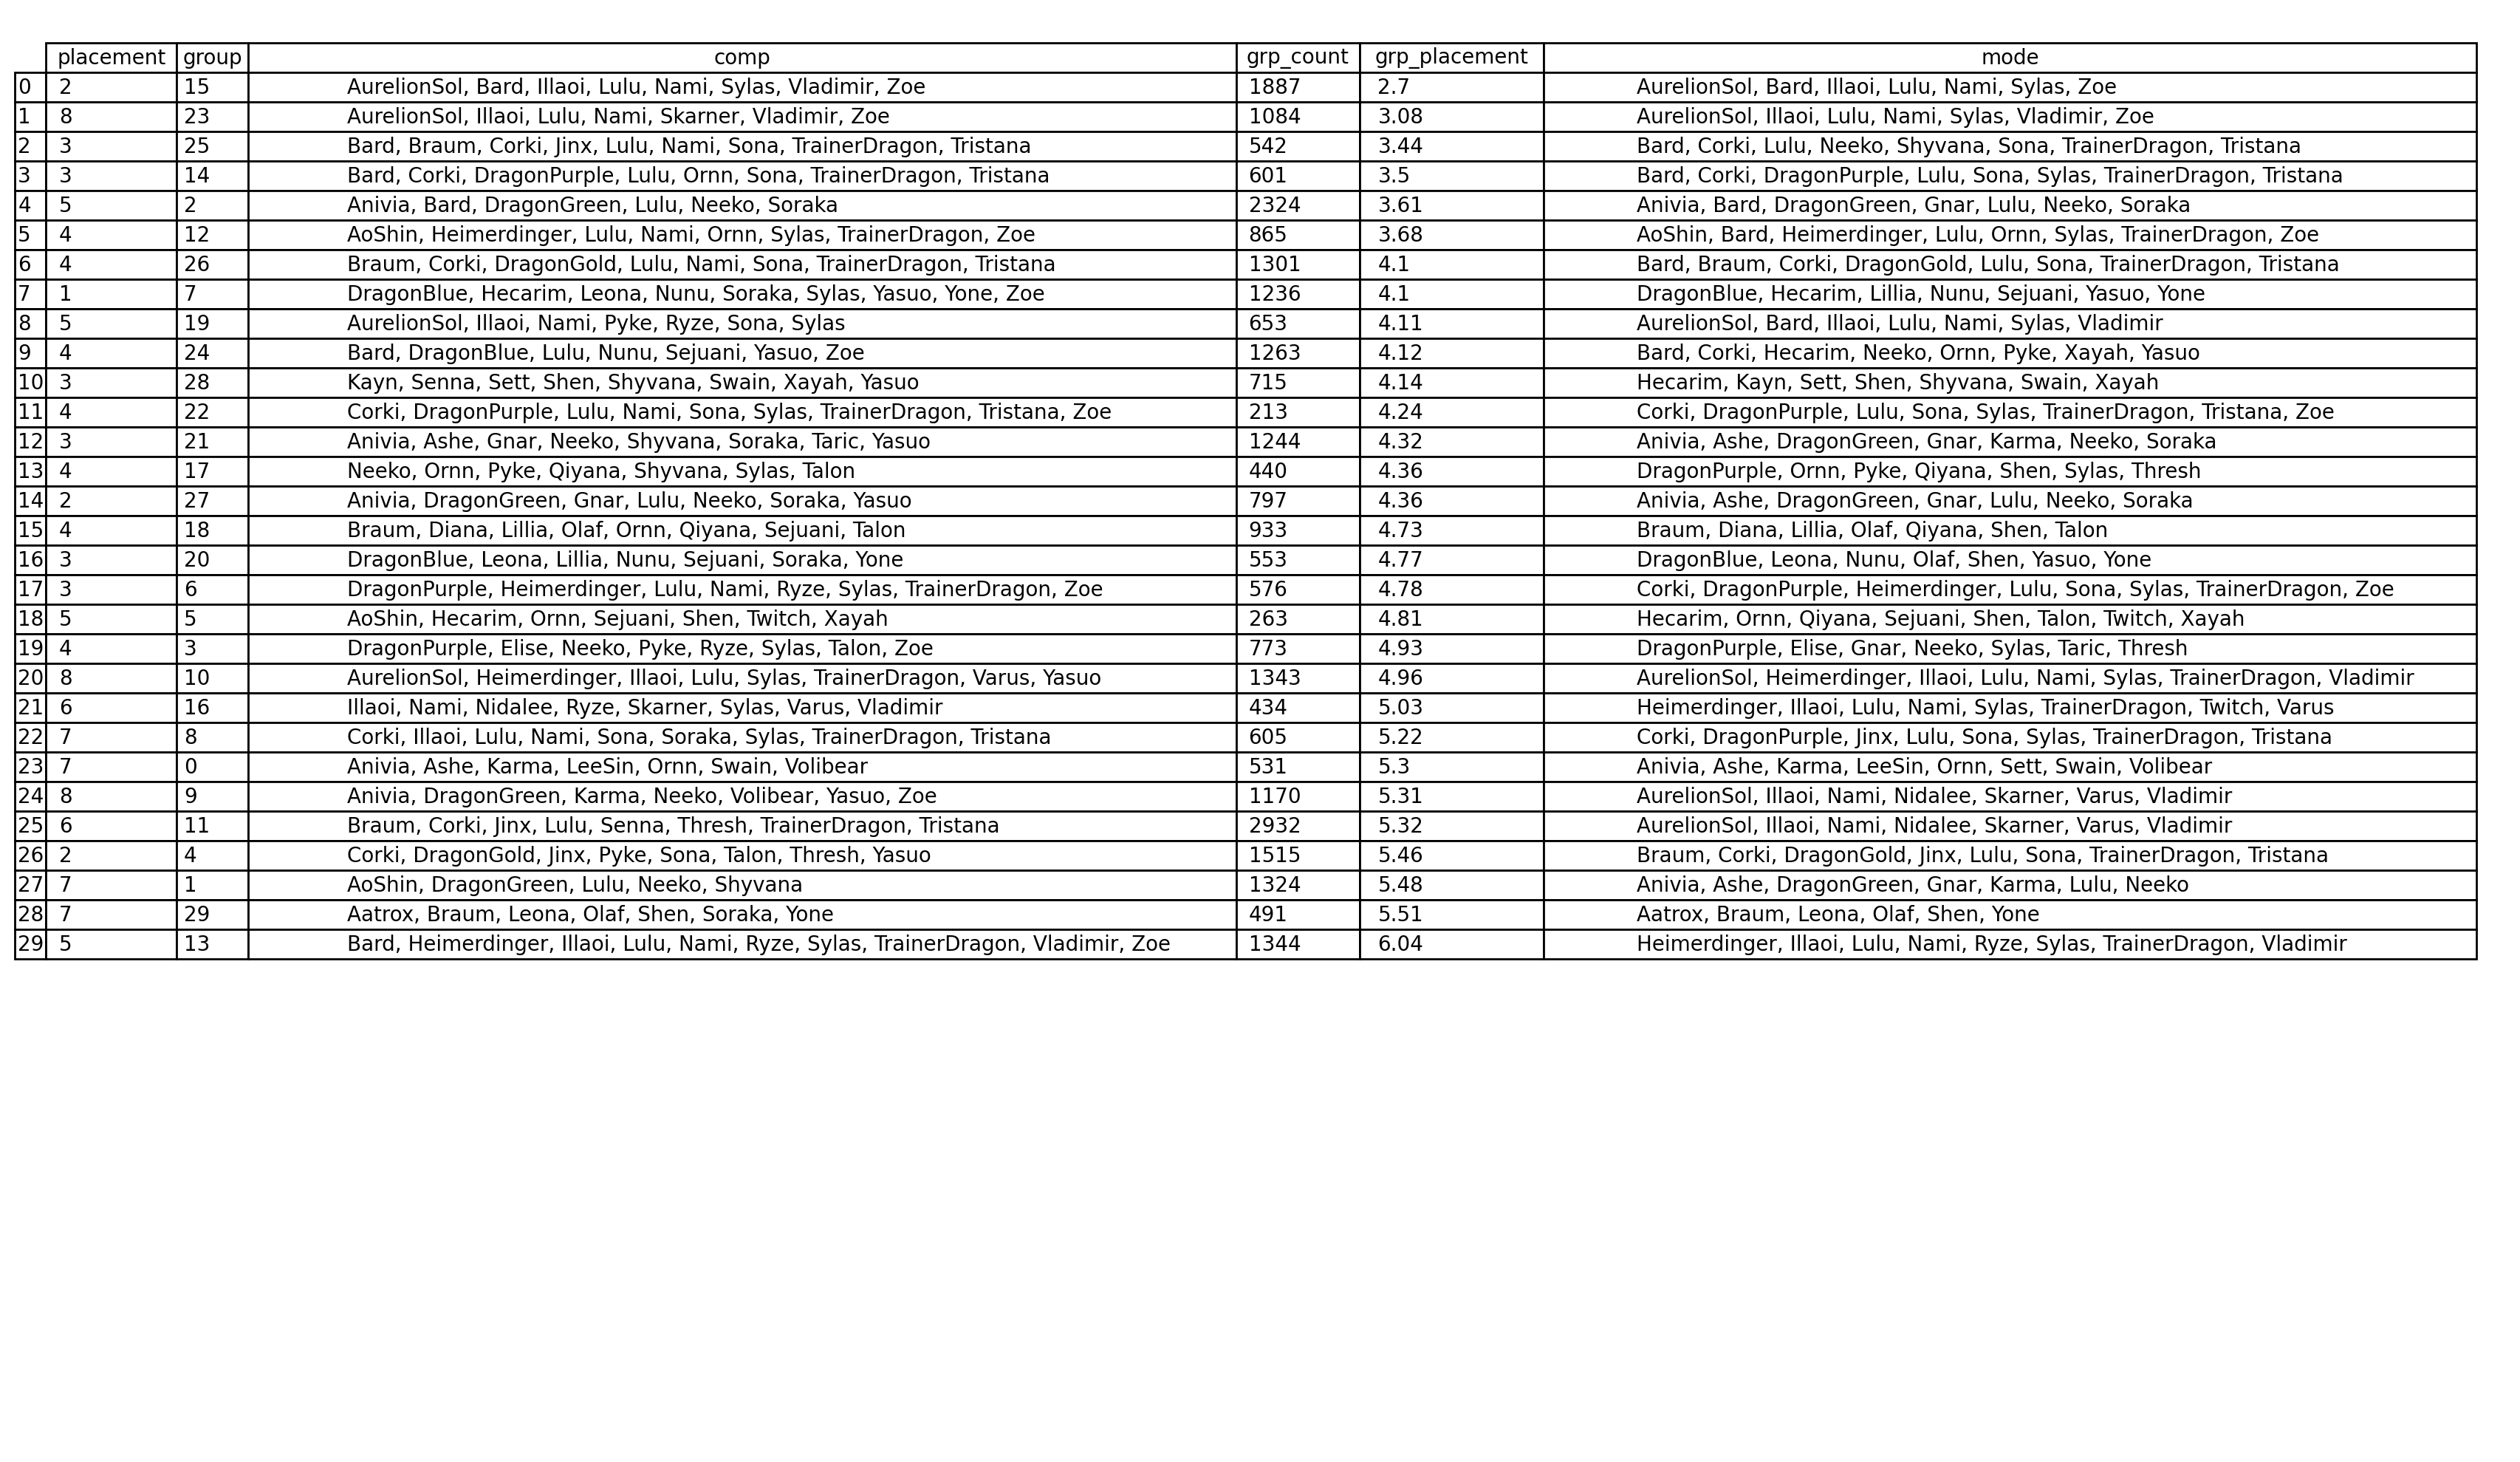 placement group comp grp_count grp_placement mode
0 2 15 AurelionSol, Bard, Illaoi, Lulu, Nami, Sylas, Vladimir, Zoe 1887 2.7 AurelionSol, Bard, Illaoi, Lulu, Nami, Sylas, Zoe
1 8 23 AurelionSol, Illaoi, Lulu, Nami, Skarner, Vladimir, Zoe 1084 3.08 AurelionSol, Illaoi, Lulu, Nami, Sylas, Vladimir, Zoe
2 3 25 Bard, Braum, Corki, Jinx, Lulu, Nami, Sona, TrainerDragon, Tristana 542 3.44 Bard, Corki, Lulu, Neeko, Shyvana, Sona, TrainerDragon, Tristana
3 3 14 Bard, Corki, DragonPurple, Lulu, Ornn, Sona, TrainerDragon, Tristana 601 3.5 Bard, Corki, DragonPurple, Lulu, Sona, Sylas, TrainerDragon, Tristana
4 5 2 Anivia, Bard, DragonGreen, Lulu, Neeko, Soraka 2324 3.61 Anivia, Bard, DragonGreen, Gnar, Lulu, Neeko, Soraka
5 4 12 AoShin, Heimerdinger, Lulu, Nami, Ornn, Sylas, TrainerDragon, Zoe 865 3.68 AoShin, Bard, Heimerdinger, Lulu, Ornn, Sylas, TrainerDragon, Zoe
6 4 26 Braum, Corki, DragonGold, Lulu, Nami, Sona, TrainerDragon, Tristana 1301 4.1 Bard, Braum, Corki, DragonGold, Lulu, Sona, TrainerDragon, Tristana
7 1 7 DragonBlue, Hecarim, Leona, Nunu, Soraka, Sylas, Yasuo, Yone, Zoe 1236 4.1 DragonBlue, Hecarim, Lillia, Nunu, Sejuani, Yasuo, Yone
8 5 19 AurelionSol, Illaoi, Nami, Pyke, Ryze, Sona, Sylas 653 4.11 AurelionSol, Bard, Illaoi, Lulu, Nami, Sylas, Vladimir
9 4 24 Bard, DragonBlue, Lulu, Nunu, Sejuani, Yasuo, Zoe 1263 4.12 Bard, Corki, Hecarim, Neeko, Ornn, Pyke, Xayah, Yasuo
10 3 28 Kayn, Senna, Sett, Shen, Shyvana, Swain, Xayah, Yasuo 715 4.14 Hecarim, Kayn, Sett, Shen, Shyvana, Swain, Xayah
11 4 22 Corki, DragonPurple, Lulu, Nami, Sona, Sylas, TrainerDragon, Tristana, Zoe 213 4.24 Corki, DragonPurple, Lulu, Sona, Sylas, TrainerDragon, Tristana, Zoe
12 3 21 Anivia, Ashe, Gnar, Neeko, Shyvana, Soraka, Taric, Yasuo 1244 4.32 Anivia, Ashe, DragonGreen, Gnar, Karma, Neeko, Soraka
13 4 17 Neeko, Ornn, Pyke, Qiyana, Shyvana, Sylas, Talon 440 4.36 DragonPurple, Ornn, Pyke, Qiyana, Shen, Sylas, Thresh
14 2 27 Anivia, DragonGreen, Gnar, Lulu, Neeko, Soraka, Yasuo 797 4.36 Anivia, Ashe, DragonGreen, Gnar, Lulu, Neeko, Soraka
15 4 18 Braum, Diana, Lillia, Olaf, Ornn, Qiyana, Sejuani, Talon 933 4.73 Braum, Diana, Lillia, Olaf, Qiyana, Shen, Talon
16 3 20 DragonBlue, Leona, Lillia, Nunu, Sejuani, Soraka, Yone 553 4.77 DragonBlue, Leona, Nunu, Olaf, Shen, Yasuo, Yone
17 3 6 DragonPurple, Heimerdinger, Lulu, Nami, Ryze, Sylas, TrainerDragon, Zoe 576 4.78 Corki, DragonPurple, Heimerdinger, Lulu, Sona, Sylas, TrainerDragon, Zoe
18 5 5 AoShin, Hecarim, Ornn, Sejuani, Shen, Twitch, Xayah 263 4.81 Hecarim, Ornn, Qiyana, Sejuani, Shen, Talon, Twitch, Xayah
19 4 3 DragonPurple, Elise, Neeko, Pyke, Ryze, Sylas, Talon, Zoe 773 4.93 DragonPurple, Elise, Gnar, Neeko, Sylas, Taric, Thresh
20 8 10 AurelionSol, Heimerdinger, Illaoi, Lulu, Sylas, TrainerDragon, Varus, Yasuo 1343 4.96 AurelionSol, Heimerdinger, Illaoi, Lulu, Nami, Sylas, TrainerDragon, Vladimir
21 6 16 Illaoi, Nami, Nidalee, Ryze, Skarner, Sylas, Varus, Vladimir 434 5.03 Heimerdinger, Illaoi, Lulu, Nami, Sylas, TrainerDragon, Twitch, Varus
22 7 8 Corki, Illaoi, Lulu, Nami, Sona, Soraka, Sylas, TrainerDragon, Tristana 605 5.22 Corki, DragonPurple, Jinx, Lulu, Sona, Sylas, TrainerDragon, Tristana
23 7 0 Anivia, Ashe, Karma, LeeSin, Ornn, Swain, Volibear 531 5.3 Anivia, Ashe, Karma, LeeSin, Ornn, Sett, Swain, Volibear
24 8 9 Anivia, DragonGreen, Karma, Neeko, Volibear, Yasuo, Zoe 1170 5.31 AurelionSol, Illaoi, Nami, Nidalee, Skarner, Varus, Vladimir
25 6 11 Braum, Corki, Jinx, Lulu, Senna, Thresh, TrainerDragon, Tristana 2932 5.32 AurelionSol, Illaoi, Nami, Nidalee, Skarner, Varus, Vladimir
26 2 4 Corki, DragonGold, Jinx, Pyke, Sona, Talon, Thresh, Yasuo 1515 5.46 Braum, Corki, DragonGold, Jinx, Lulu, Sona, TrainerDragon, Tristana
27 7 1 AoShin, DragonGreen, Lulu, Neeko, Shyvana 1324 5.48 Anivia, Ashe, DragonGreen, Gnar, Karma, Lulu, Neeko
28 7 29 Aatrox, Braum, Leona, Olaf, Shen, Soraka, Yone 491 5.51 Aatrox, Braum, Leona, Olaf, Shen, Yone
29 5 13 Bard, Heimerdinger, Illaoi, Lulu, Nami, Ryze, Sylas, TrainerDragon, Vladimir, Zoe 1344 6.04 Heimerdinger, Illaoi, Lulu, Nami, Ryze, Sylas, TrainerDragon, Vladimir